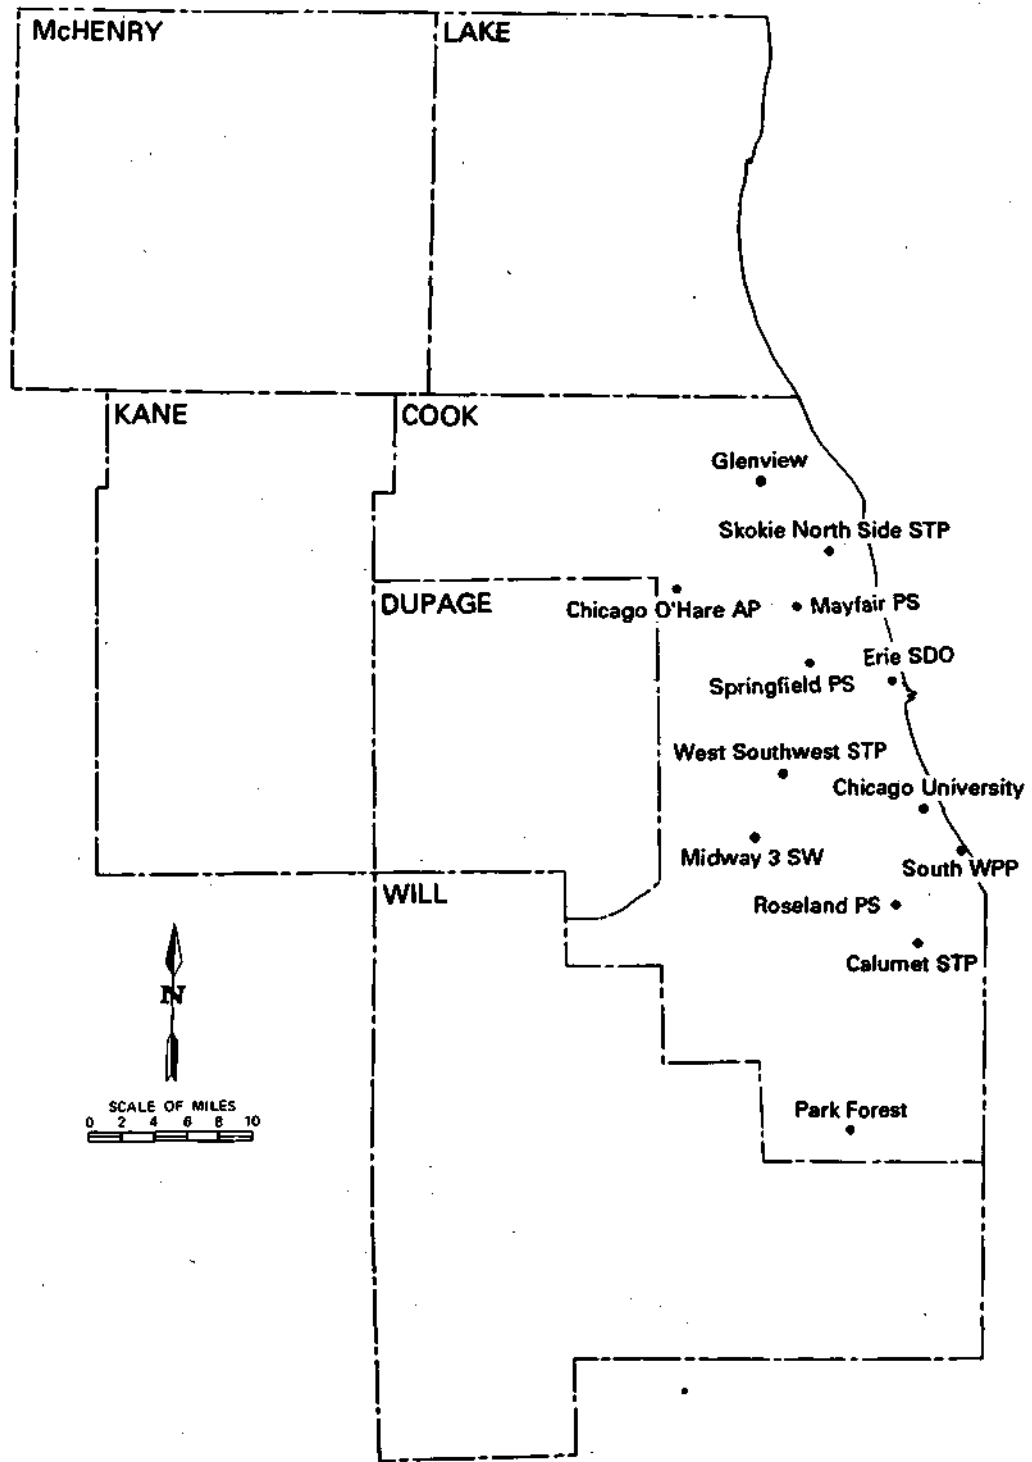 McHENRY
LAKE
KANE
COOK
Glenview
Skokie North Side STP
DUPAGE
Chicago O'Hare AP
Mayfair PS
Erie SDO
Springfield PS
West Southwest STP
Chicago University
Midway 3 SW
South WPP
WILL
Roseland PS
Calumet STP
N
SCALE OF MILES
0 2 4 6 8 10
Park Forest